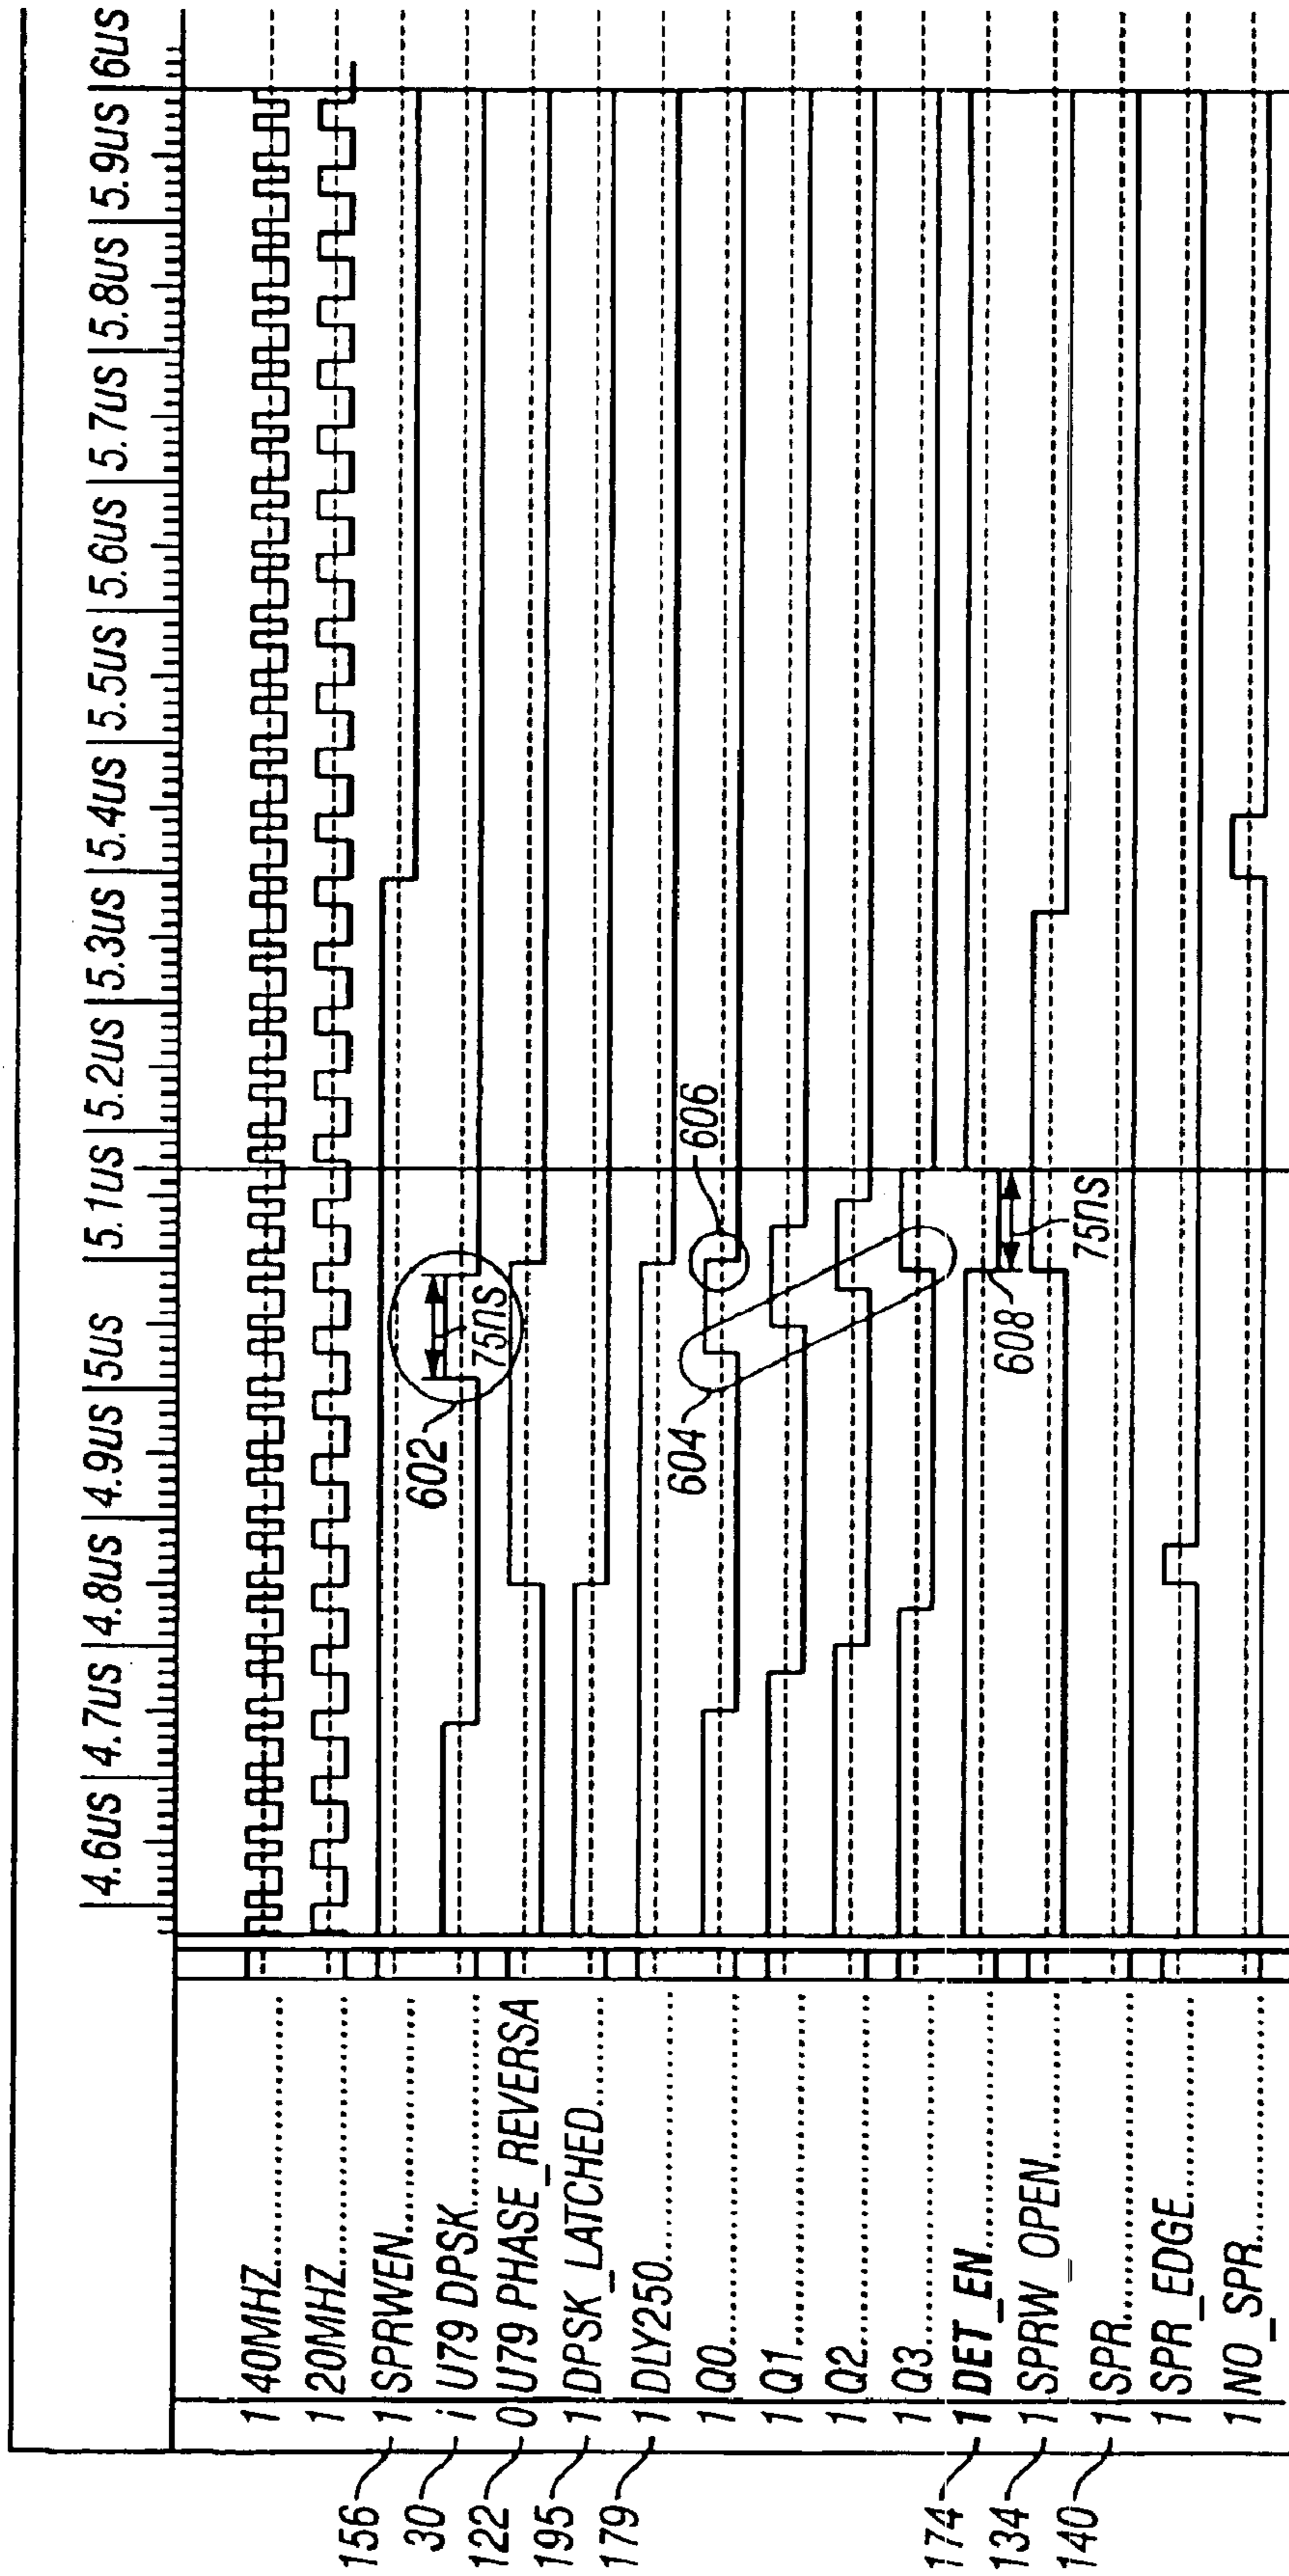 4.6us 4.7us 4.8us 4.9us 5us 5.1us 5.1us 5.2us 5.3us 5.4us 5.5us 5.6us 5.7us 5.8us 5.9us 6us
1 40MHZ
1 20MHZ
156 1 SPRWEN
30 i U79 DPSK
122 0 U79 PHASE_REVERSA
195 1 DPSK_LATCHED
179 1 DLY250
1 Q0
1 Q1
1 Q2
1 Q3
174 1 DET_EN
134 1 SPRW_OPEN
140 1 SPR
1 SPR_EDGE
1 NO_SPR
602
75ns
604
606
608
75ns